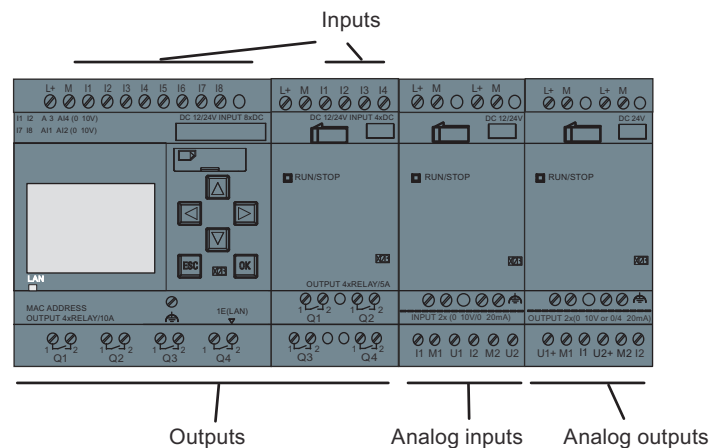 Inputs
L+ M I1 I2 I3 I4 I5 I6 I7 I8
L+ M I1 I2 I3 I4
L+ M L+ M
L+ M L+ M
I1 I2 A 3 AI4 (0 10V)
DC 12/24V INPUT 8xDC
I7 I8 AI1 AI2 (0 10V)
DC 12/24V INPUT 4xDC
DC 12/24V
DC 24V
RUN/STOP
RUN/STOP
RUN/STOP
ESC
OK
LAN
MAC ADDRESS
OUTPUT 4xRELAY/10A
1E(LAN)
OUTPUT 4xRELAY/5A
1 2 1 2
Q1 Q2
INPUT 2x (0 10V/0 20mA)
OUTPUT 2x(0 10V or 0/4 20mA)
1 2 1 2 1 2 1 2
Q1 Q2 Q3 Q4
1 2 1 2
Q3 Q4
I1 M1 U1 I2 M2 U2
U1+ M1 I1 U2+ M2 I2
Outputs
Analog inputs
Analog outputs